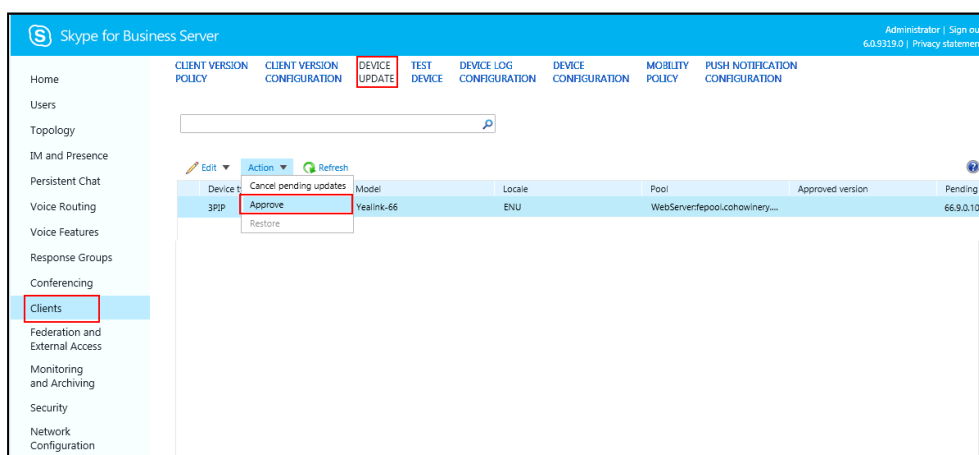 Skype for Business Server
Administrator | Sign ou
6.0.9319.0 | Privacy statemen
Home
Users
Topology
IM and Presence
Persistent Chat
Voice Routing
Voice Features
Response Groups
Conferencing
Clients
Federation and
External Access
Monitoring
and Archiving
Security
Network
Configuration
CLIENT VERSION
POLICY
CLIENT VERSION
CONFIGURATION
DEVICE
UPDATE
TEST
DEVICE
DEVICE LOG
CONFIGURATION
DEVICE
CONFIGURATION
MOBILITY
POLICY
PUSH NOTIFICATION
CONFIGURATION
Edit Action Refresh
Cancel pending updates
Approve
Restore
Device t Model Locale Pool Approved version Pending
3PIP Yealink-66 ENU WebServer:fepool.cohowinery.... 66.9.0.10